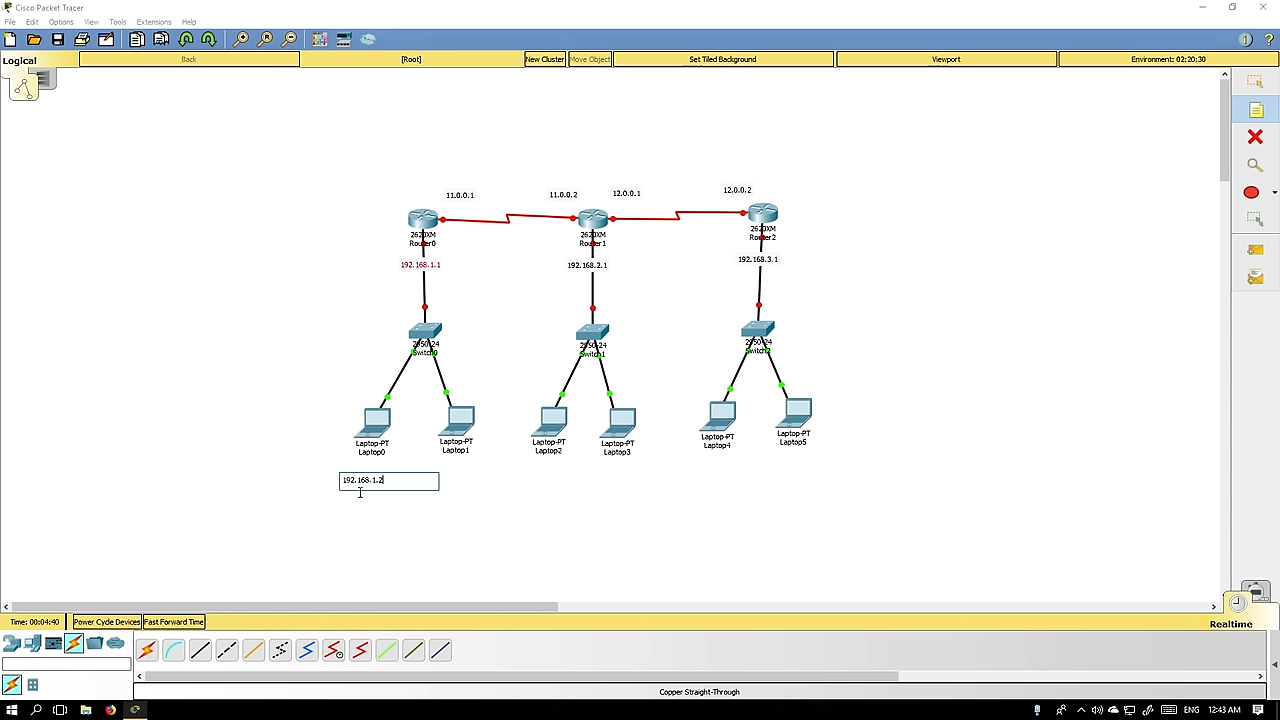 Cisco Packet Tracer
File Edit Options View Tools Extensions Help
Logical Back [Root] New Cluster Move Object Set Tiled Background Viewport Environment: 02:20:30
11.0.0.1 11.0.0.2 12.0.0.1 12.0.0.2
2620XM
Router0
2620XM
Router1
2620XM
Router2
192.168.1.1 192.168.2.1 192.168.3.1
2950-24
Switch0
2950-24
Switch1
2950-24
Switch2
Laptop-PT
Laptop0
Laptop-PT
Laptop1
Laptop-PT
Laptop2
Laptop-PT
Laptop3
Laptop-PT
Laptop4
Laptop-PT
Laptop5
192.168.1.2
Time: 00:04:40 Power Cycle Devices Fast Forward Time Realtime
Copper Straight-Through
ENG 12:43 AM